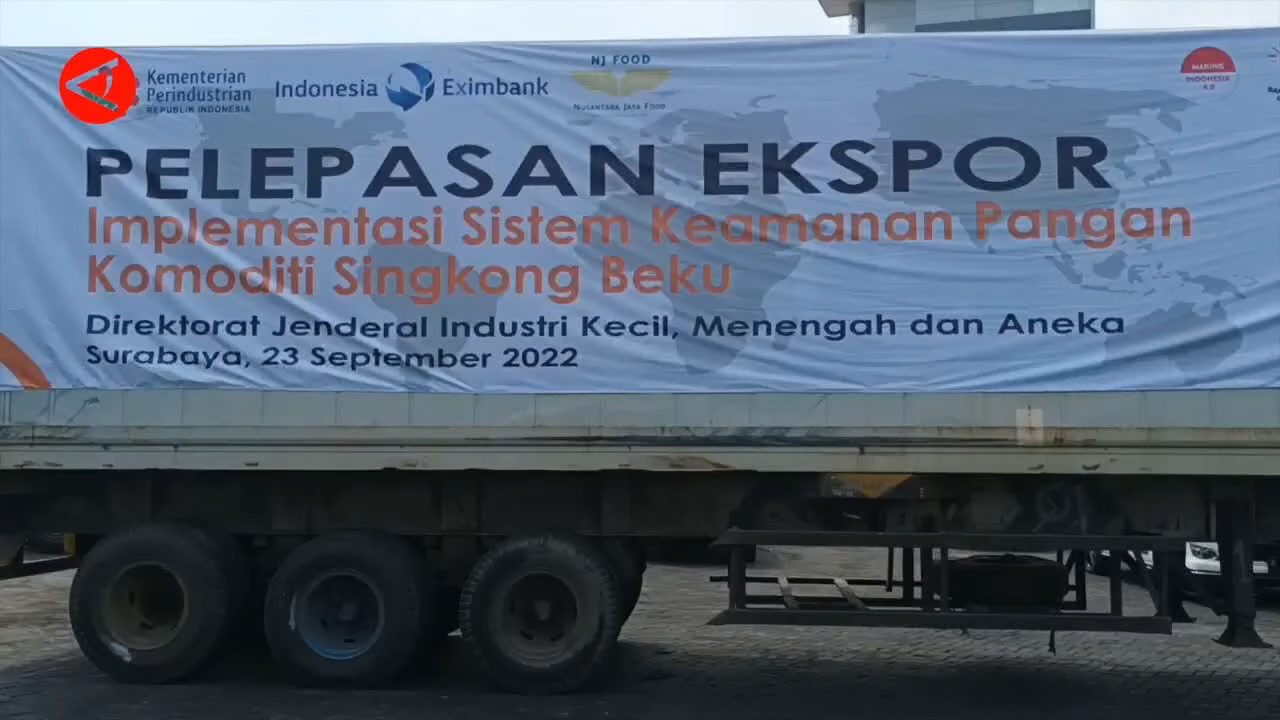 Kementerian
Perindustrian
REPUBLIK INDONESIA
Indonesia Eximbank
NJ FOOD
NUSANTARA JAYA FOOD
MAKING
INDONESIA
4.0
PELEPASAN EKSPOR
Implementasi Sistem Keamanan Pangan
Komoditi Singkong Beku
Direktorat Jenderal Industri Kecil, Menengah dan Aneka
Surabaya, 23 September 2022